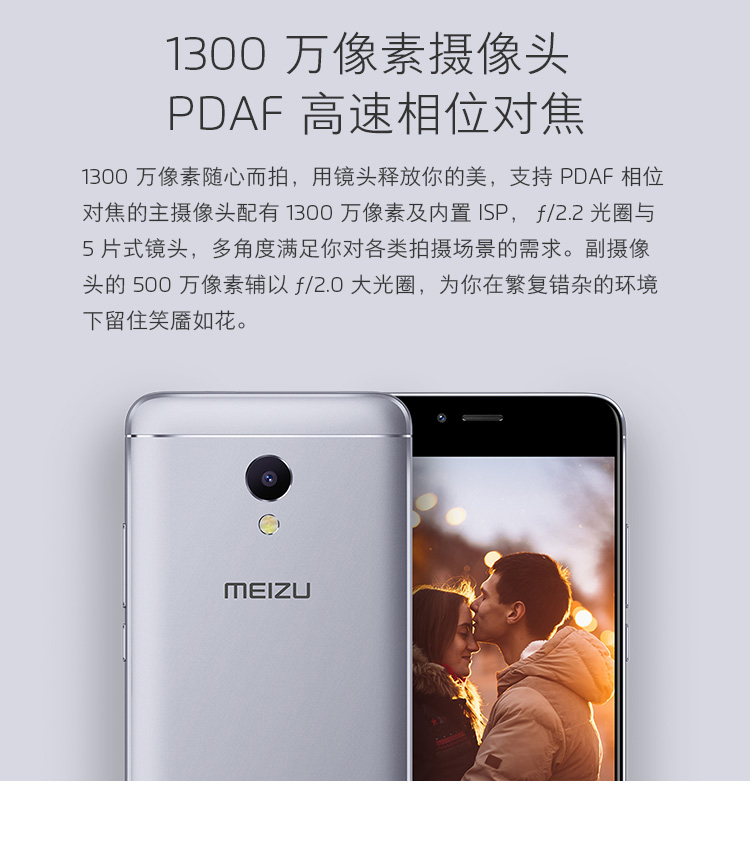 1300 万像素摄像头
PDAF 高速相位对焦
1300 万像素随心而拍，用镜头释放你的美，支持 PDAF 相位
对焦的主摄像头配有 1300 万像素及内置 ISP， ƒ/2.2 光圈与
5 片式镜头，多角度满足你对各类拍摄场景的需求。副摄像
头的 500 万像素辅以 ƒ/2.0 大光圈，为你在繁复错杂的环境
下留住笑靥如花。
MEIZU